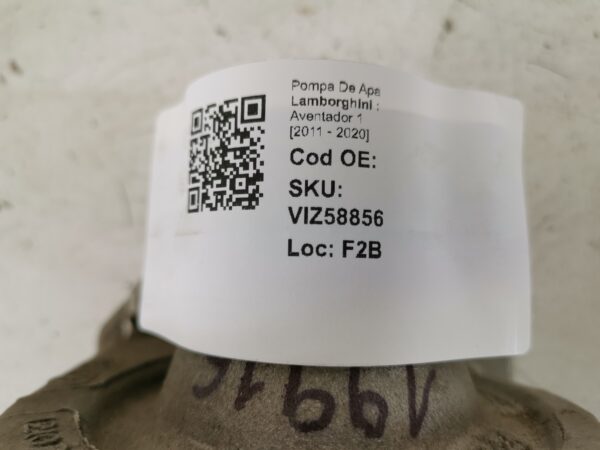 Pompa De Apa
Lamborghini :
Aventador 1
[2011 - 2020]
Cod OE:
SKU:
VIZ58856
Loc: F2B